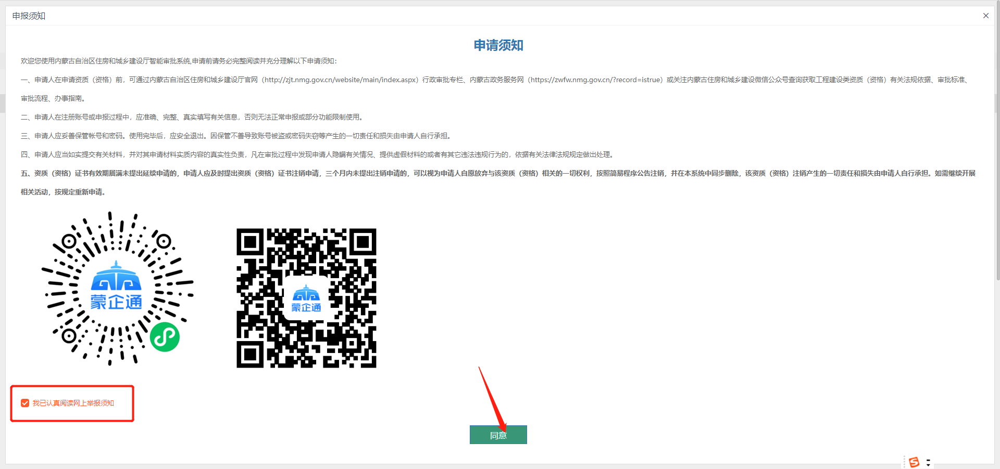 申报须知
申请须知
欢迎您使用内蒙古自治区住房和城乡建设厅智能审批系统,申请前请务必完整阅读并充分理解以下申请须知：
一、申请人在申请资质（资格）前，可通过内蒙古自治区住房和城乡建设厅官网（http://zjt.nmg.gov.cn/website/main/index.aspx）行政审批专栏、内蒙古政务服务网（https://zwfw.nmg.gov.cn/?record=istrue）或关注内蒙古住房和城乡建设微信公众号查询获取工程建设类资质（资格）有关法规依据、审批标准、
审批流程、办事指南。
二、申请人在注册账号或申报过程中，应准确、完整、真实填写有关信息，否则无法正常申报或部分功能限制使用。
三、申请人应妥善保管帐号和密码。使用完毕后，应安全退出。因保管不善导致账号被盗或密码失窃等产生的一切责任和损失由申请人自行承担。
四、申请人应当如实提交有关材料，并对其申请材料实质内容的真实性负责，凡在审批过程中发现申请人隐瞒有关情况、提供虚假材料的或者有其它违法违规行为的，依据有关法律法规规定做出处理。
五、资质（资格）证书有效期届满未提出延续申请的，申请人应及时提出资质（资格）证书注销申请，三个月内未提出注销申请的，可以视为申请人自愿放弃与该资质（资格）相关的一切权利，按照简易程序公告注销，并在本系统中同步删除，该资质（资格）注销产生的一切责任和损失由申请人自行承担。如需继续开展
相关活动，按规定重新申请。
蒙企通
蒙企通
我已认真阅读网上举报须知
同意